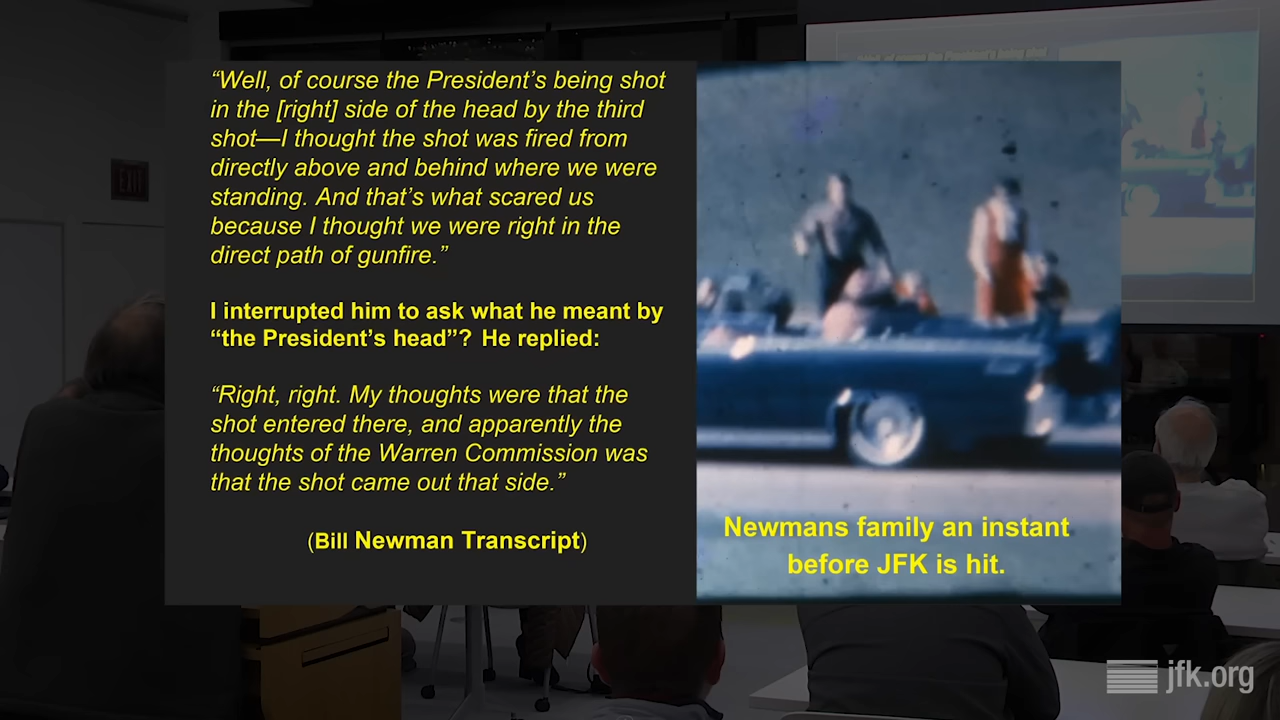 “Well, of course the President’s being shot
in the [right] side of the head by the third
shot—I thought the shot was fired from
directly above and behind where we were
standing. And that’s what scared us
because I thought we were right in the
direct path of gunfire.”
I interrupted him to ask what he meant by
“the President’s head”? He replied:
“Right, right. My thoughts were that the
shot entered there, and apparently the
thoughts of the Warren Commission was
that the shot came out that side.”
(Bill Newman Transcript)
Newmans family an instant
before JFK is hit.
EXIT
jfk.org